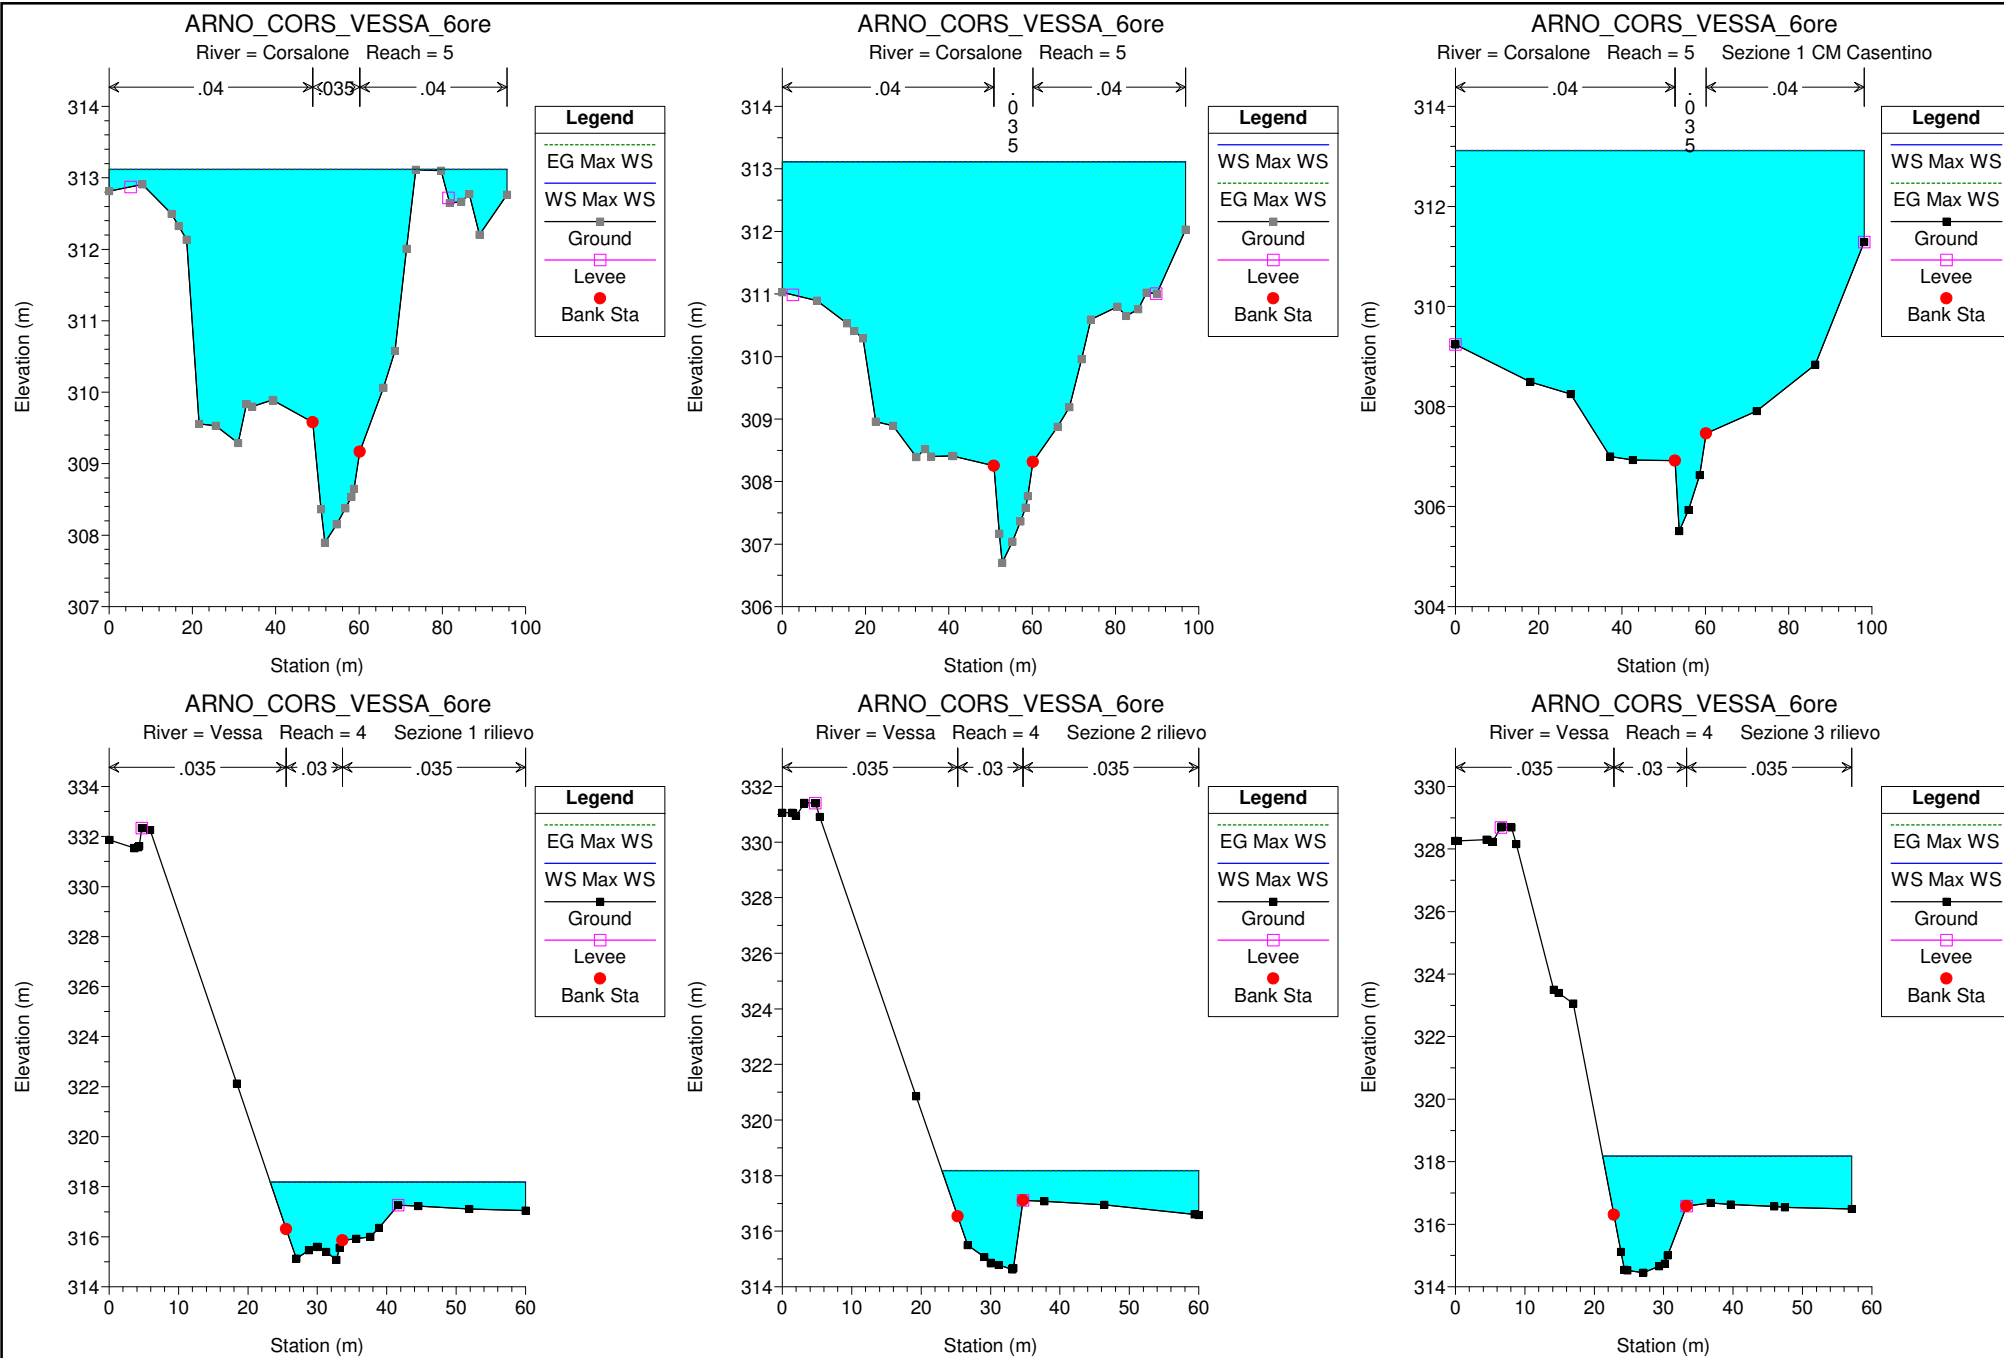 ARNO_CORS_VESSA_6ore
River = Corsalone Reach = 5
.04
.035
.04
314
313
312
311
310
309
308
307
0
20
40
60
80
100
Elevation (m)
Station (m)
Legend
EG Max WS
WS Max WS
Ground
Levee
Bank Sta
ARNO_CORS_VESSA_6ore
River = Corsalone Reach = 5
.04
.
0
3
5
.04
314
313
312
311
310
309
308
307
306
0
20
40
60
80
100
Elevation (m)
Station (m)
Legend
WS Max WS
EG Max WS
Ground
Levee
Bank Sta
ARNO_CORS_VESSA_6ore
River = Corsalone Reach = 5 Sezione 1 CM Casentino
.04
.
0
3
5
.04
314
312
310
308
306
304
0
20
40
60
80
100
Elevation (m)
Station (m)
Legend
WS Max WS
EG Max WS
Ground
Levee
Bank Sta
ARNO_CORS_VESSA_6ore
River = Vessa Reach = 4 Sezione 1 rilievo
.035
.03
.035
334
332
330
328
326
324
322
320
318
316
314
0
10
20
30
40
50
60
Elevation (m)
Station (m)
Legend
EG Max WS
WS Max WS
Ground
Levee
Bank Sta
ARNO_CORS_VESSA_6ore
River = Vessa Reach = 4 Sezione 2 rilievo
.035
.03
.035
332
330
328
326
324
322
320
318
316
314
0
10
20
30
40
50
60
Elevation (m)
Station (m)
Legend
EG Max WS
WS Max WS
Ground
Levee
Bank Sta
ARNO_CORS_VESSA_6ore
River = Vessa Reach = 4 Sezione 3 rilievo
.035
.03
.035
330
328
326
324
322
320
318
316
314
0
10
20
30
40
50
60
Elevation (m)
Station (m)
Legend
EG Max WS
WS Max WS
Ground
Levee
Bank Sta